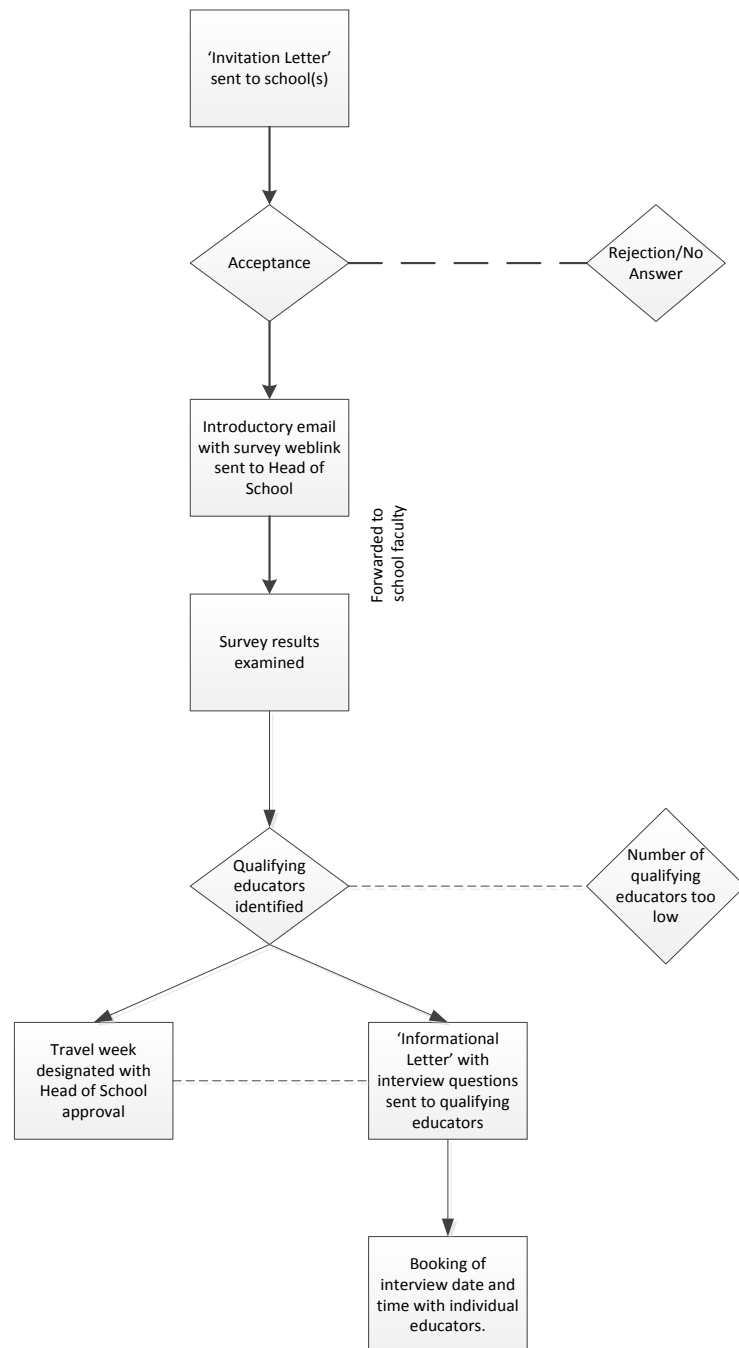 ‘Invitation Letter’
sent to school(s)
Acceptance
Rejection/No
Answer
Introductory email
with survey weblink
sent to Head of
School
Forwarded to
school faculty
Survey results
examined
Qualifying
educators
identified
Number of
qualifying
educators too
low
Travel week
designated with
Head of School
approval
‘Informational
Letter’ with
interview questions
sent to qualifying
educators
Booking of
interview date and
time with individual
educators.